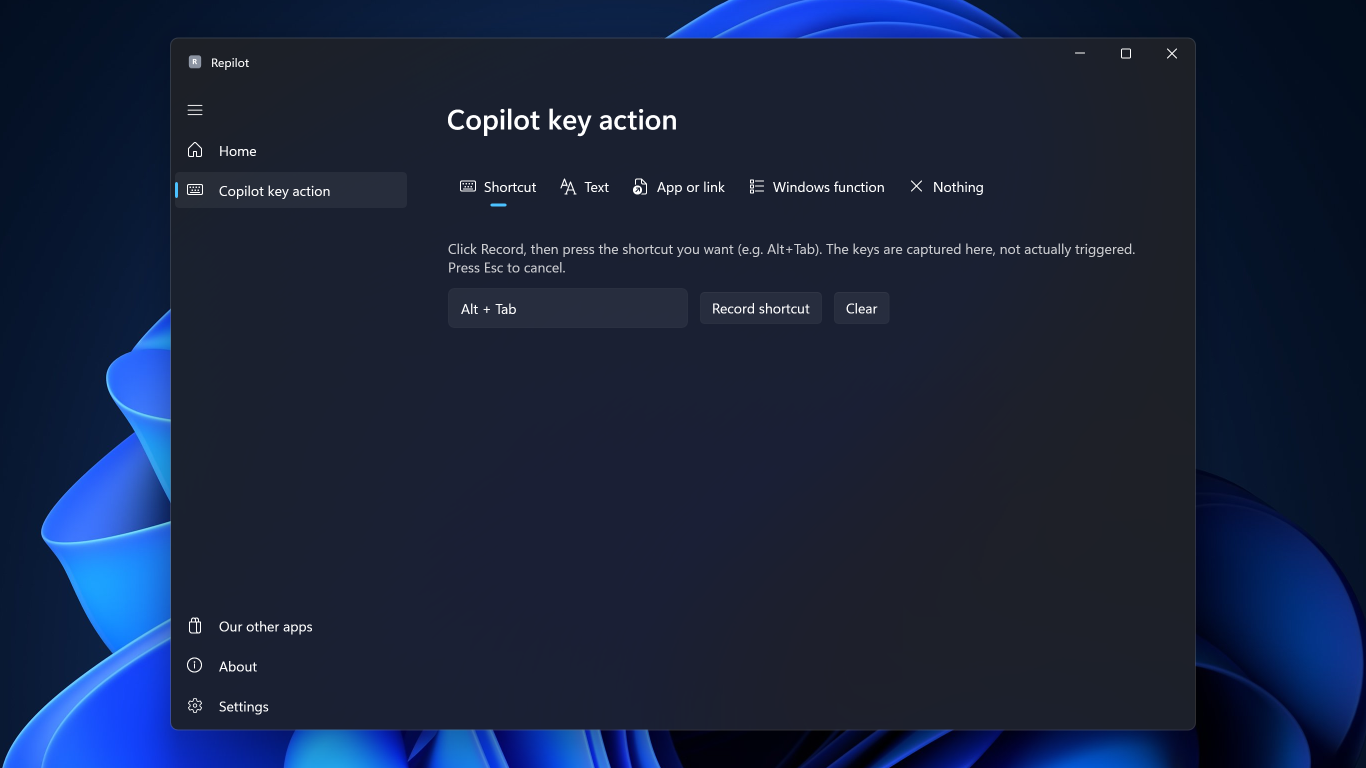 R Repilot
Home
Copilot key action
Our other apps
About
Settings
Copilot key action
Shortcut Text App or link Windows function Nothing
Click Record, then press the shortcut you want (e.g. Alt+Tab). The keys are captured here, not actually triggered.
Press Esc to cancel.
Alt + Tab Record shortcut Clear